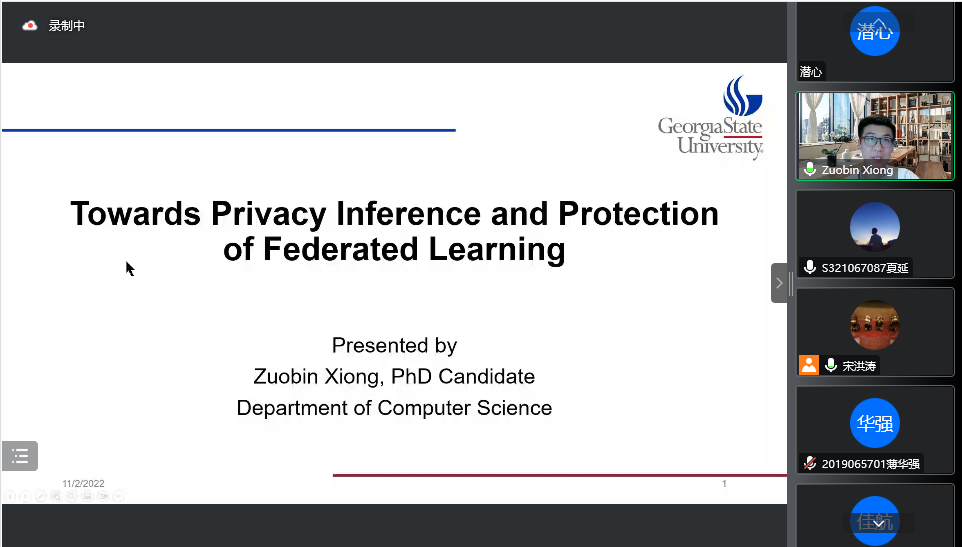 录制中
GeorgiaState
University
Towards Privacy Inference and Protection
of Federated Learning
Presented by
Zuobin Xiong, PhD Candidate
Department of Computer Science
11/2/2022
1
潜心
潜心
Zuobin Xiong
S321067087夏延
宋洪涛
华强
2019065701薄华强
佳航